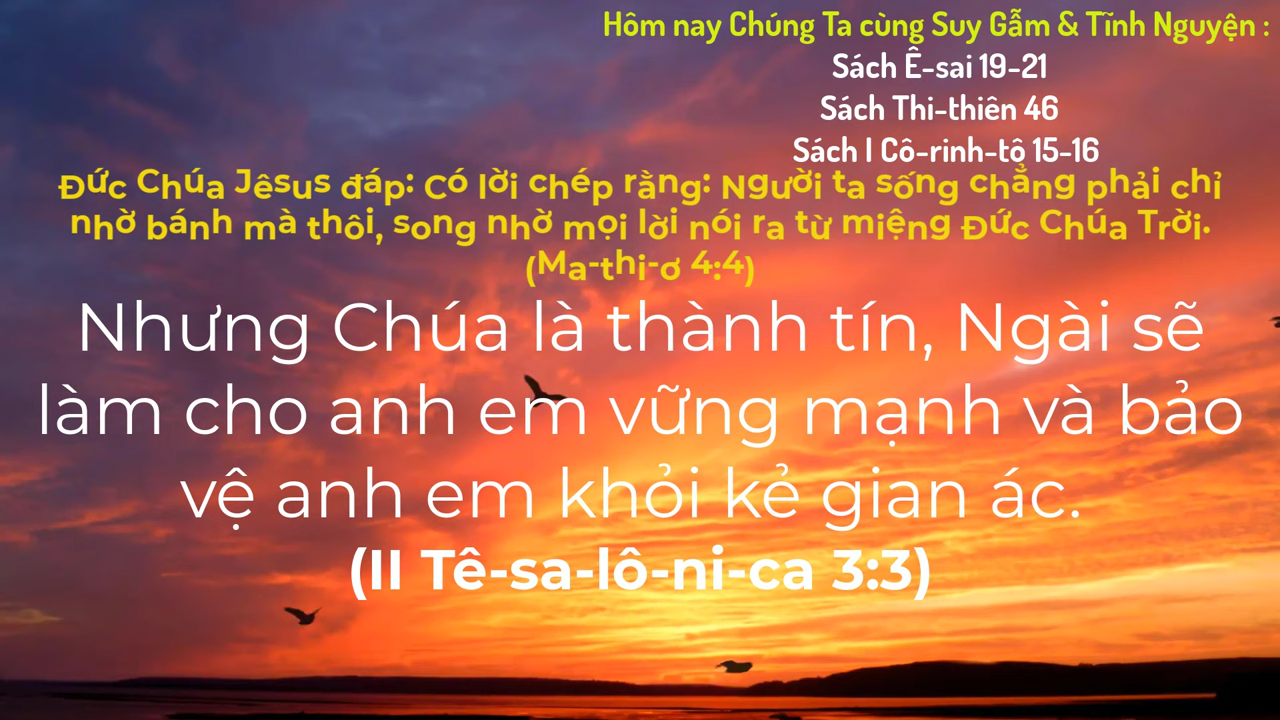 Hôm nay Chúng Ta cùng Suy Gẫm & Tĩnh Nguyện :
Sách Ê-sai 19-21
Sách Thi-thiên 46
Sách I Cô-rinh-tô 15-16
Đức Chúa Jêsus đáp: Có lời chép rằng: Người ta sống chẳng phải chỉ
nhờ bánh mà thôi, song nhờ mọi lời nói ra từ miệng Đức Chúa Trời.
(Ma-thi-ơ 4:4)
Nhưng Chúa là thành tín, Ngài sẽ
làm cho anh em vững mạnh và bảo
vệ anh em khỏi kẻ gian ác.
(II Tê-sa-lô-ni-ca 3:3)